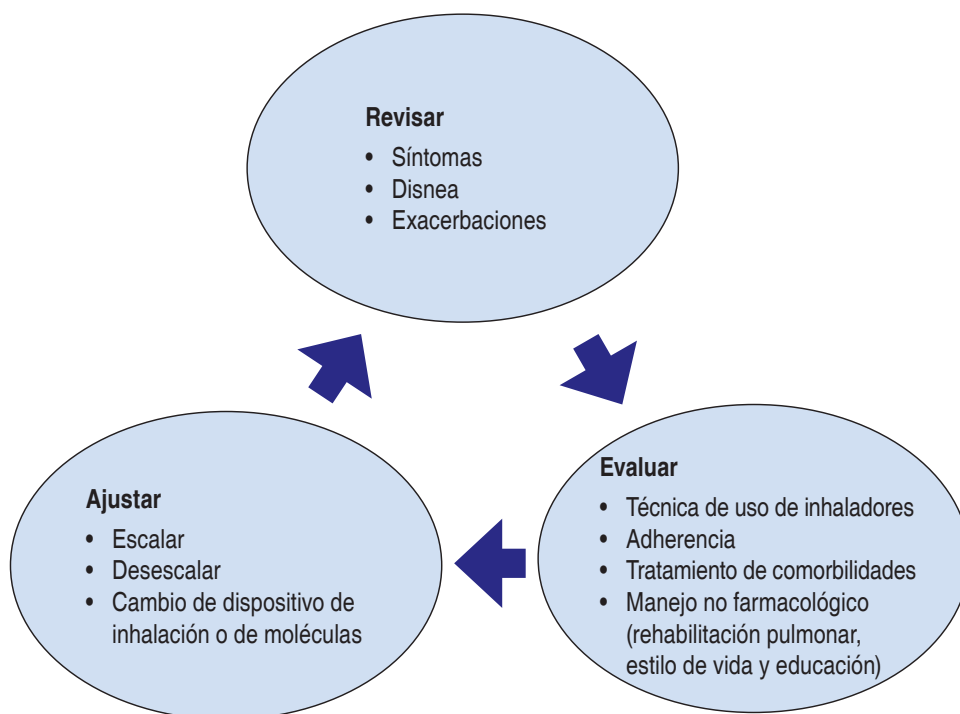 Revisar
• Síntomas
• Disnea
• Exacerbaciones
Evaluar
• Técnica de uso de inhaladores
• Adherencia
• Tratamiento de comorbilidades
• Manejo no farmacológico
(rehabilitación pulmonar,
estilo de vida y educación)
Ajustar
• Escalar
• Desescalar
• Cambio de dispositivo de
inhalación o de moléculas